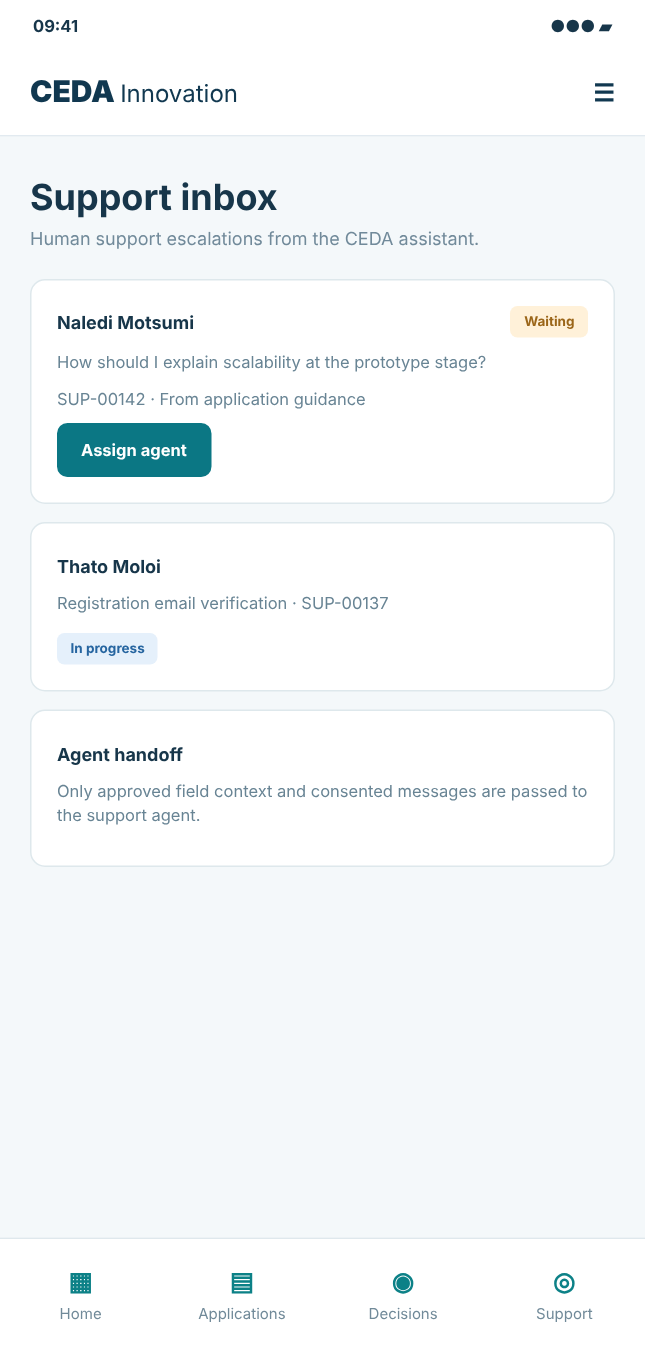 09:41
CEDA Innovation
Support inbox
Human support escalations from the CEDA assistant.
Naledi Motsumi
Waiting
How should I explain scalability at the prototype stage?
SUP-00142 · From application guidance
Assign agent
Thato Moloi
Registration email verification · SUP-00137
In progress
Agent handoff
Only approved field context and consented messages are passed to
the support agent.
Home
Applications
Decisions
Support